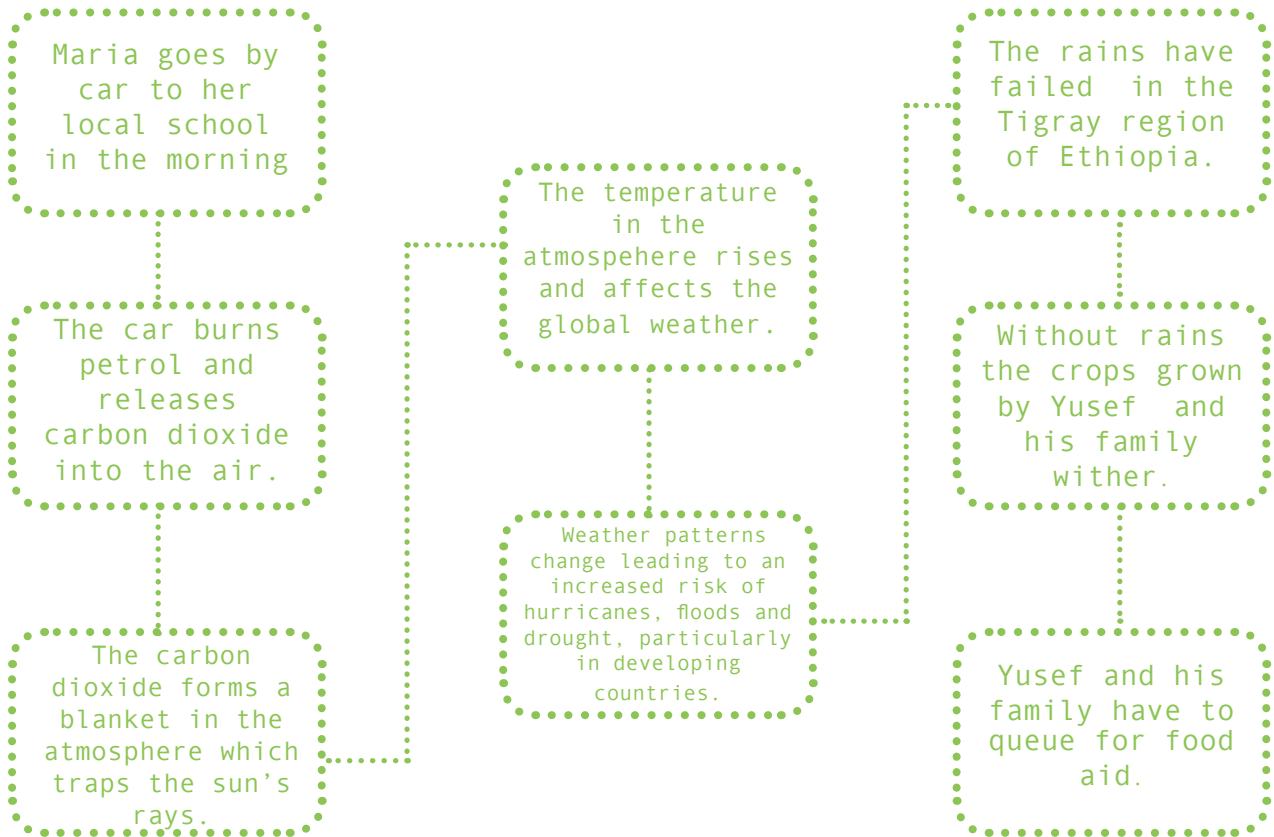 Maria goes by
car to her
local school
in the morning
The car burns
petrol and
releases
carbon dioxide
into the air.
The carbon
dioxide forms a
blanket in the
atmosphere which
traps the sun's
rays.
The temperature
in the
atmospehere rises
and affects the
global weather.
Weather patterns
change leading to an
increased risk of
hurricanes, floods and
drought, particularly
in developing
countries.
The rains have
failed  in the
Tigray region
of Ethiopia.
Without rains
the crops grown
by Yusef  and
his family
wither.
Yusef and his
family have to
queue for food
aid.